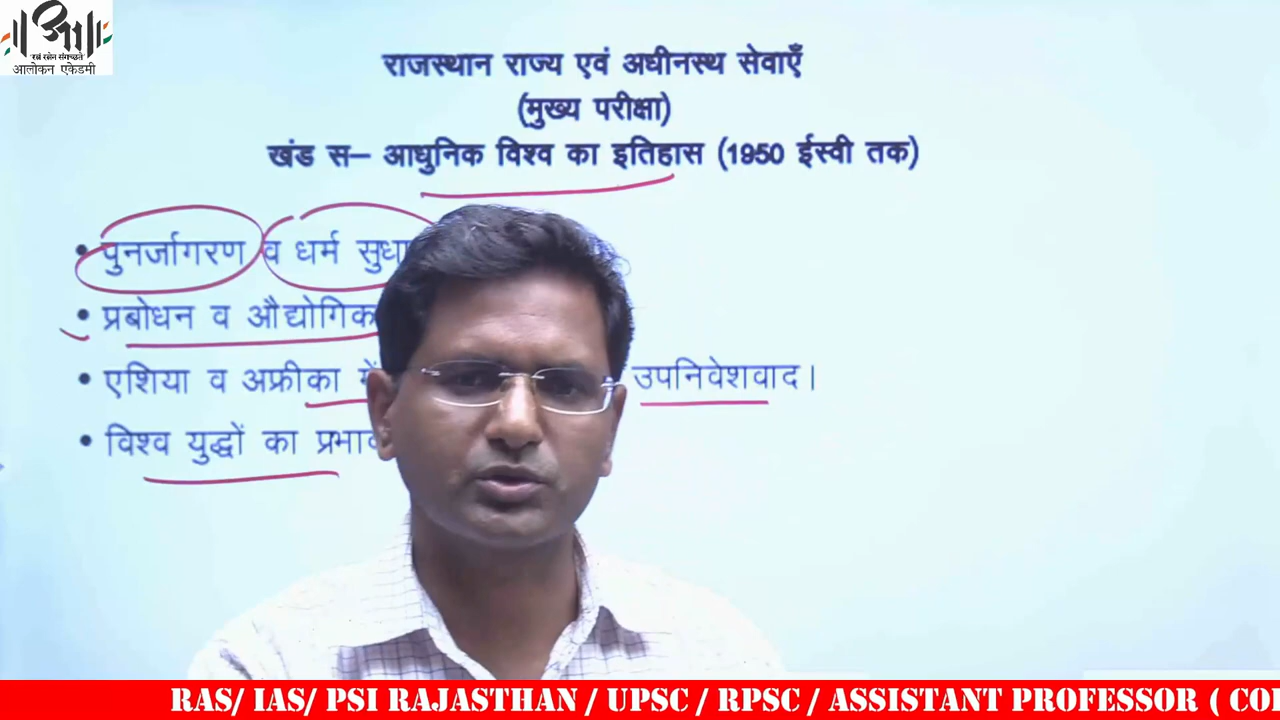 आलोकन एकेडमी
राजस्थान राज्य एवं अधीनस्थ सेवाएँ
(मुख्य परीक्षा)
खंड स– आधुनिक विश्व का इतिहास (1950 ईस्वी तक)
• पुनर्जागरण व धर्म सुधा
• प्रबोधन व औद्योगिक
• एशिया व अफ्रीका में उपनिवेशवाद।
• विश्व युद्धों का प्रभाव
RAS/ IAS/ PSI RAJASTHAN / UPSC / RPSC / ASSISTANT PROFESSOR ( CO